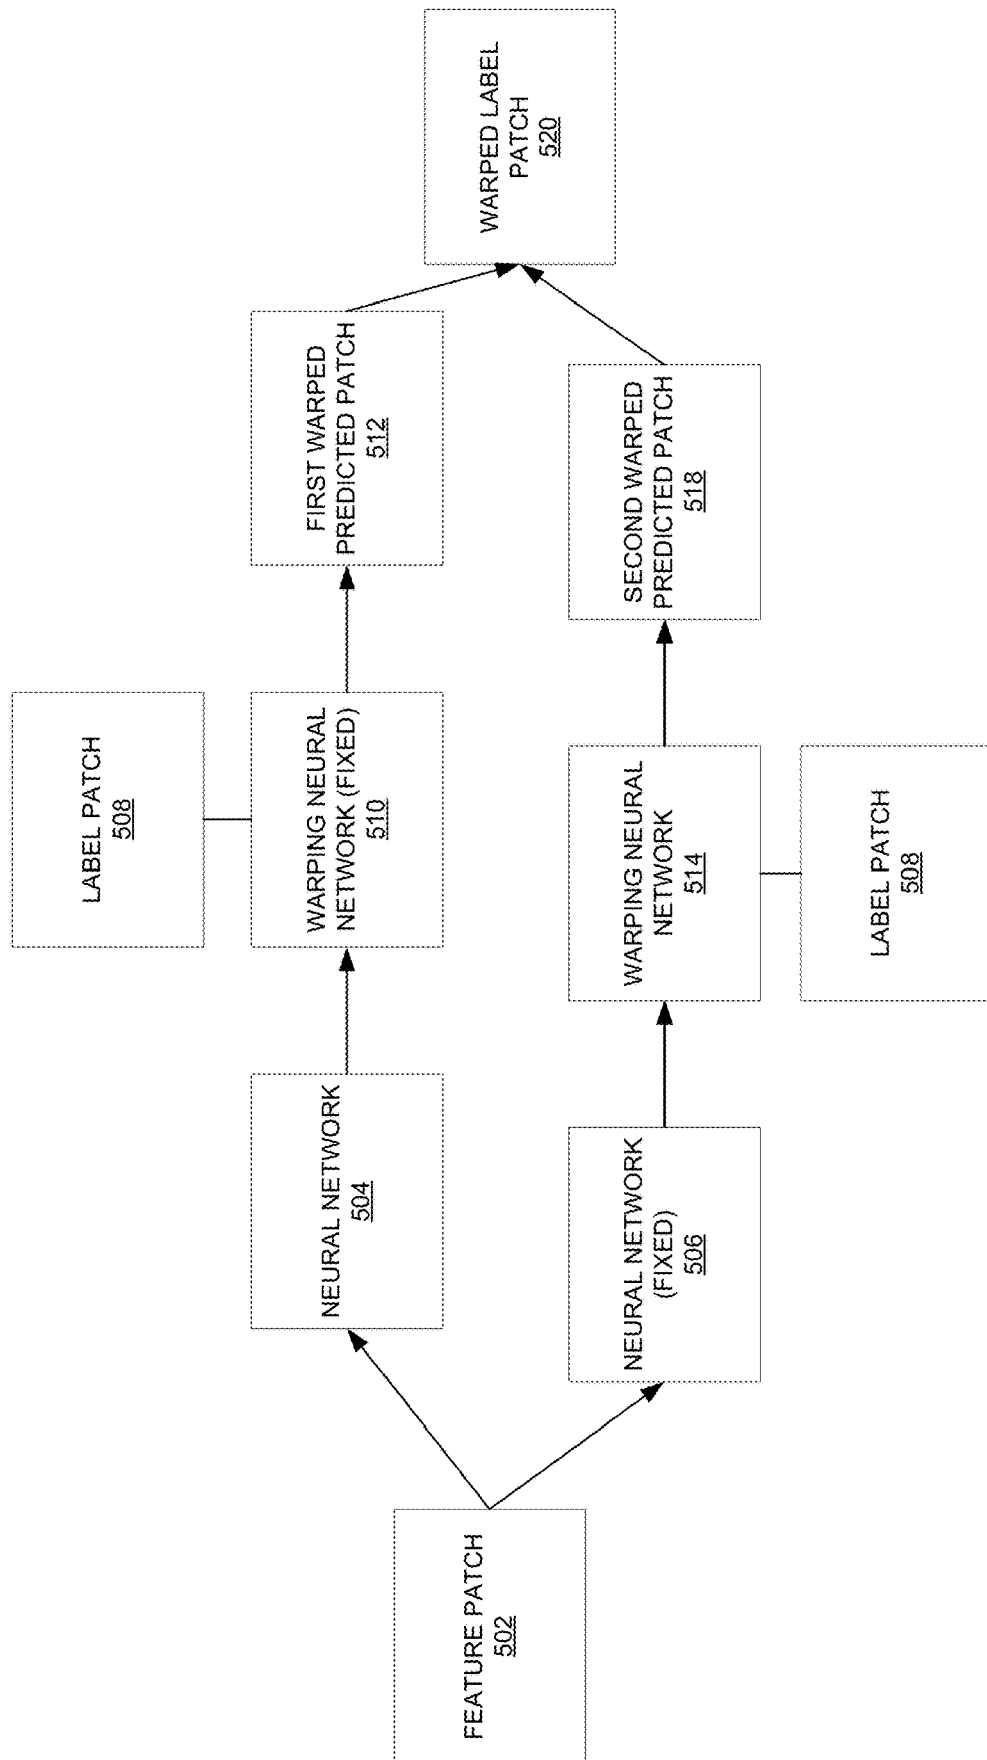 FEATURE PATCH
502
NEURAL NETWORK
504
NEURAL NETWORK
(FIXED)
506
LABEL PATCH
508
WARPING NEURAL
NETWORK (FIXED)
510
WARPING NEURAL
NETWORK
514
LABEL PATCH
508
FIRST WARPED
PREDICTED PATCH
512
SECOND WARPED
PREDICTED PATCH
518
WARPED LABEL
PATCH
520